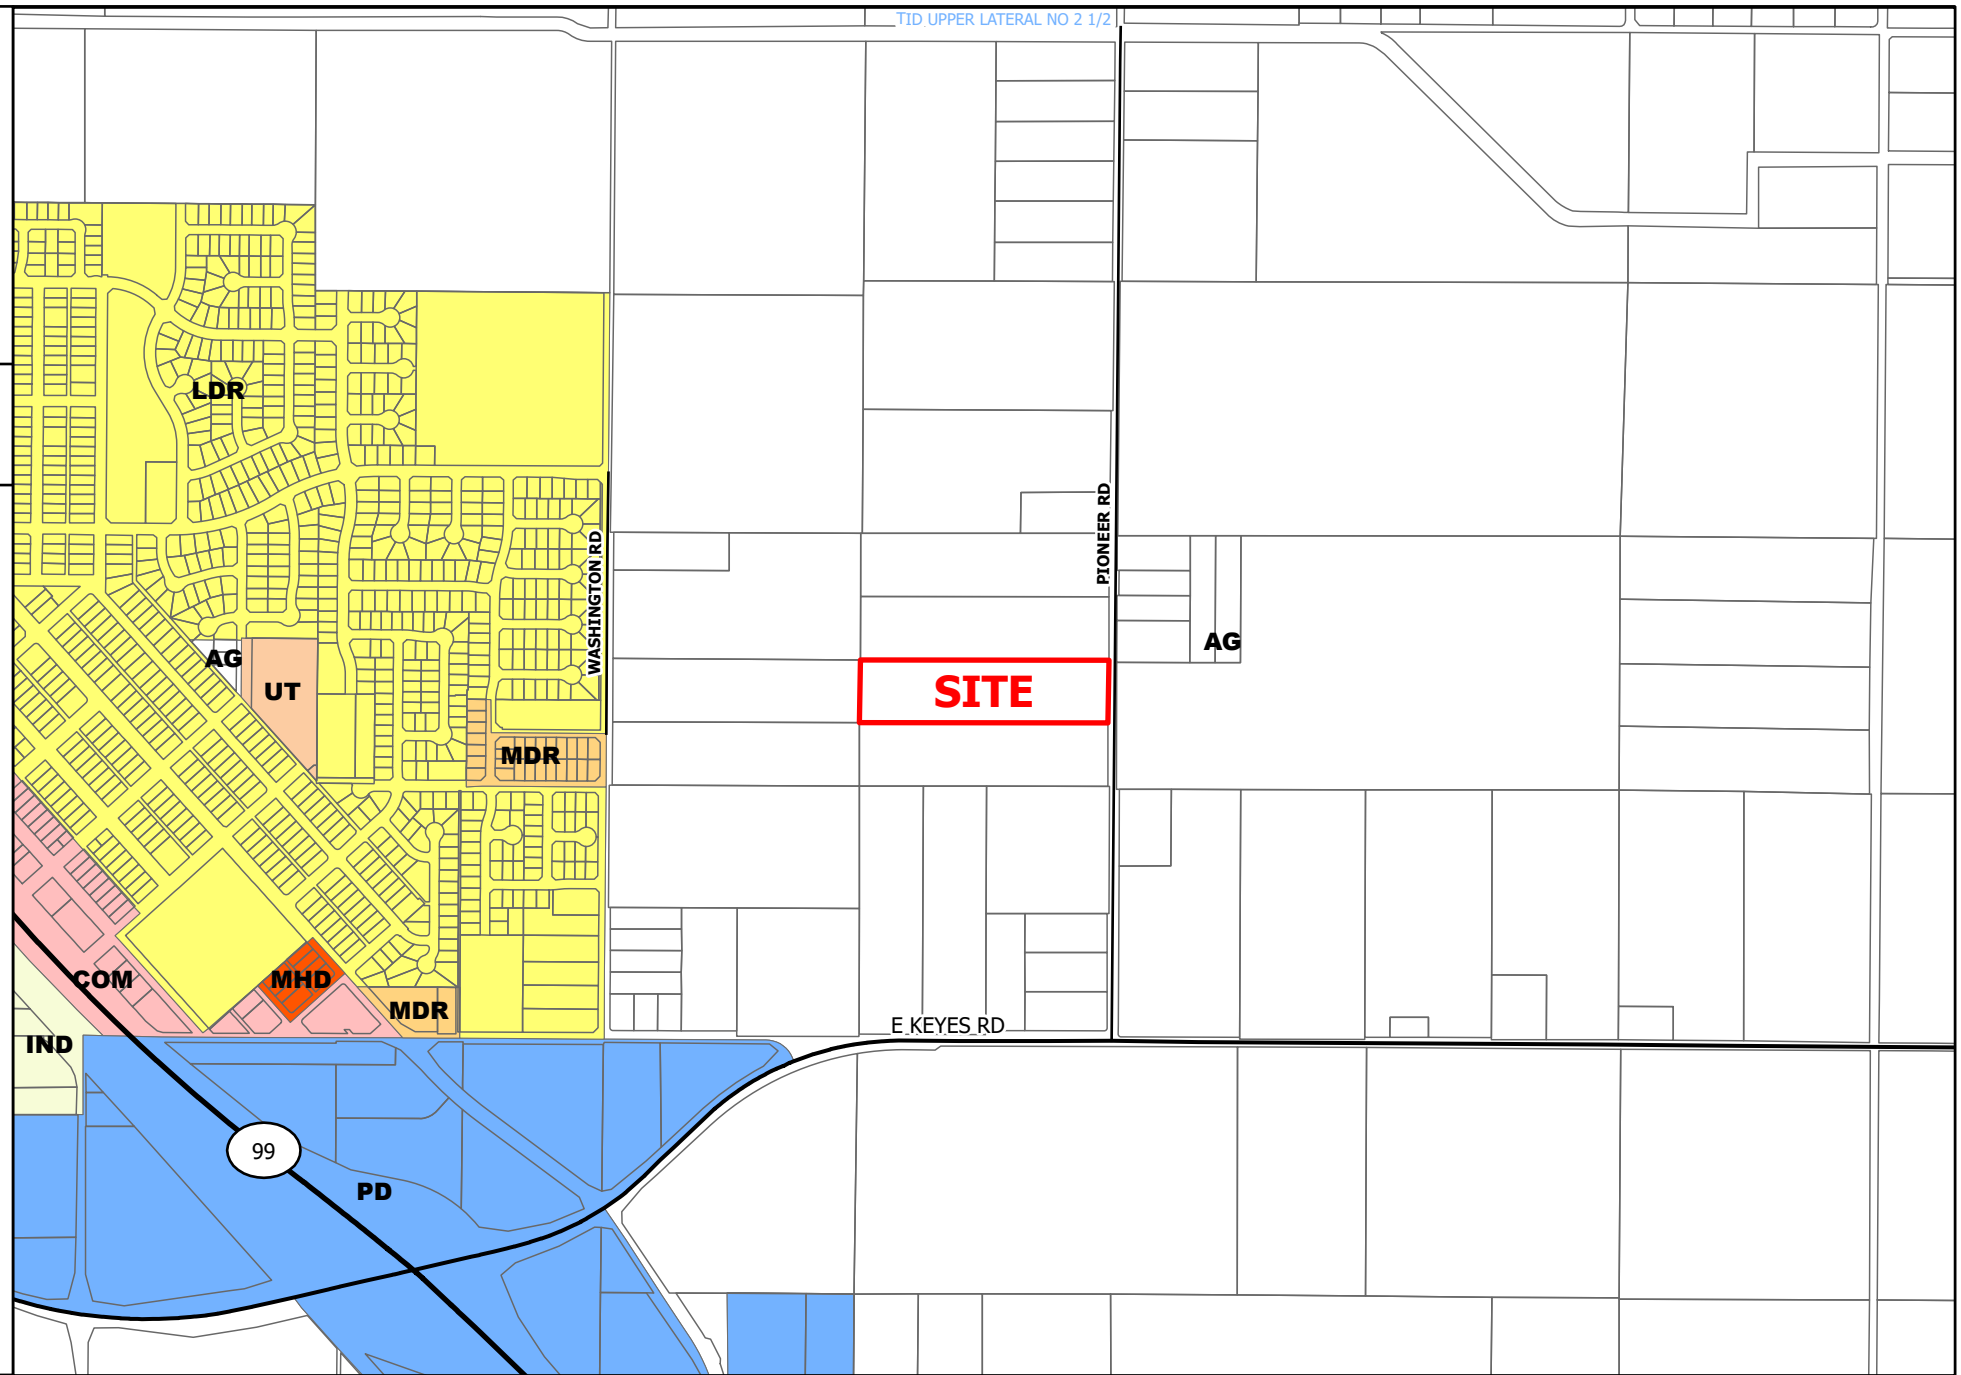 TID UPPER LATERAL NO 2 1/2
LDR
WASHINGTON RD
PIONEER RD
AG
AG
UT
SITE
MDR
COM
MHD
MDR
IND
E KEYES RD
99
PD